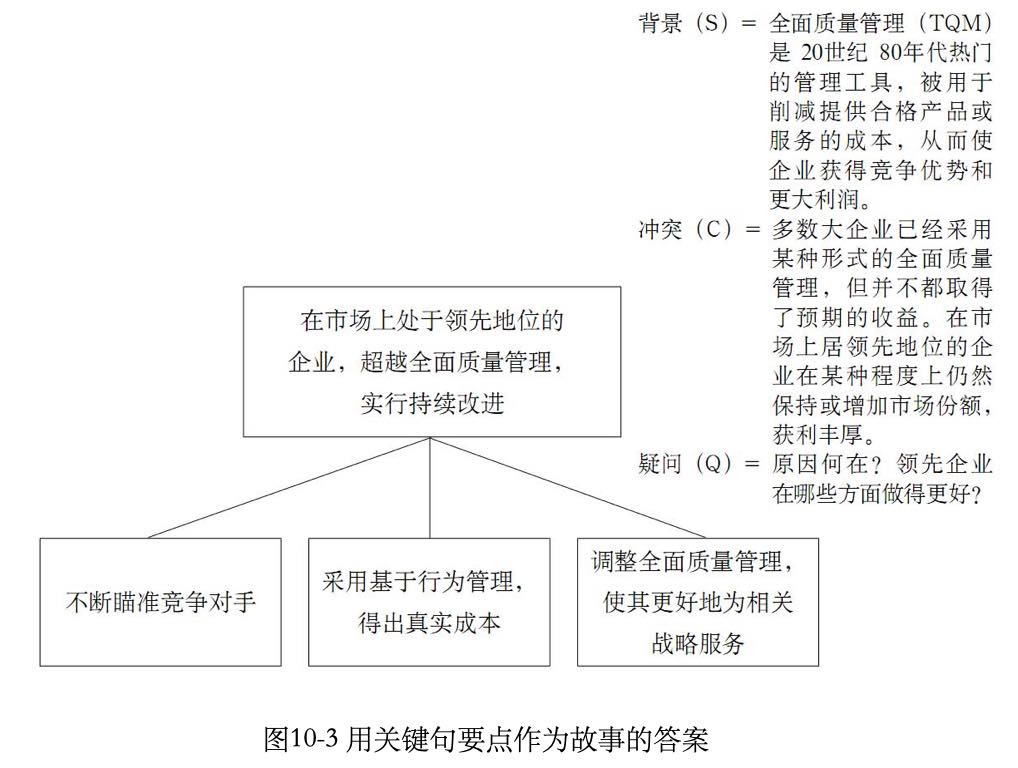 背景（S）= 全面质量管理（TQM）
是 20世纪 80年代热门
的管理工具，被用于
削减提供合格产品或
服务的成本，从而使
企业获得竞争优势和
更大利润。
冲突（C）= 多数大企业已经采用
某种形式的全面质量
管理，但并不都取得
了预期的收益。在市
场上居领先地位的企
业在某种程度上仍然
保持或增加市场份额，
获利丰厚。
疑问（Q）= 原因何在？领先企业
在哪些方面做得更好？
在市场上处于领先地位的
企业，超越全面质量管理，
实行持续改进
不断瞄准竞争对手
采用基于行为管理，
得出真实成本
调整全面质量管理，
使其更好地为相关
战略服务
图10-3 用关键句要点作为故事的答案